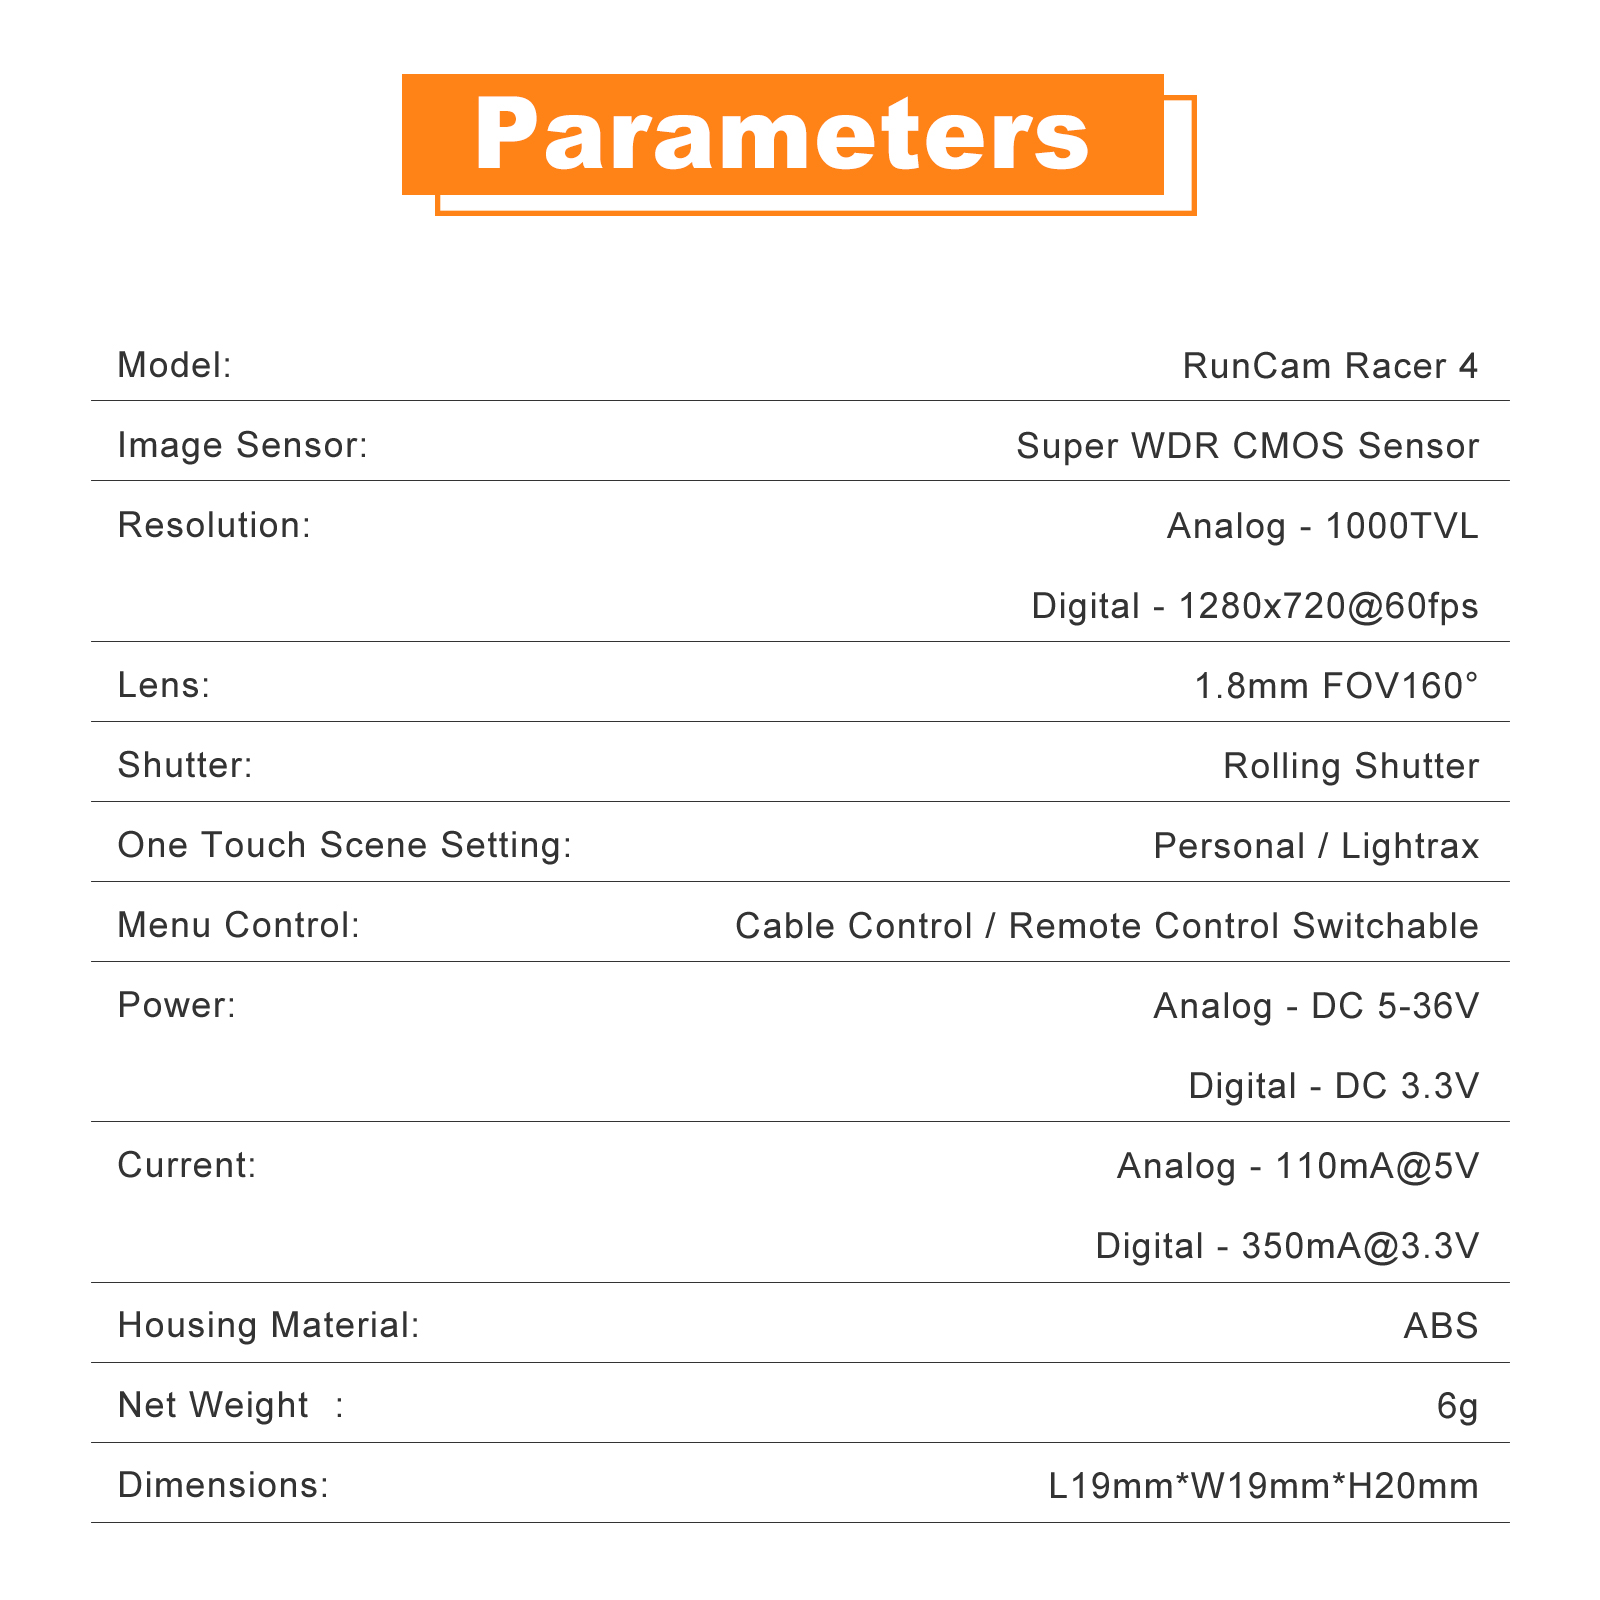 Parameters
Model: RunCam Racer 4
Image Sensor: Super WDR CMOS Sensor
Resolution: Analog - 1000TVL
Digital - 1280x720@60fps
Lens: 1.8mm FOV160°
Shutter: Rolling Shutter
One Touch Scene Setting: Personal / Lightrax
Menu Control: Cable Control / Remote Control Switchable
Power: Analog - DC 5-36V
Digital - DC 3.3V
Current: Analog - 110mA@5V
Digital - 350mA@3.3V
Housing Material: ABS
Net Weight : 6g
Dimensions: L19mm*W19mm*H20mm